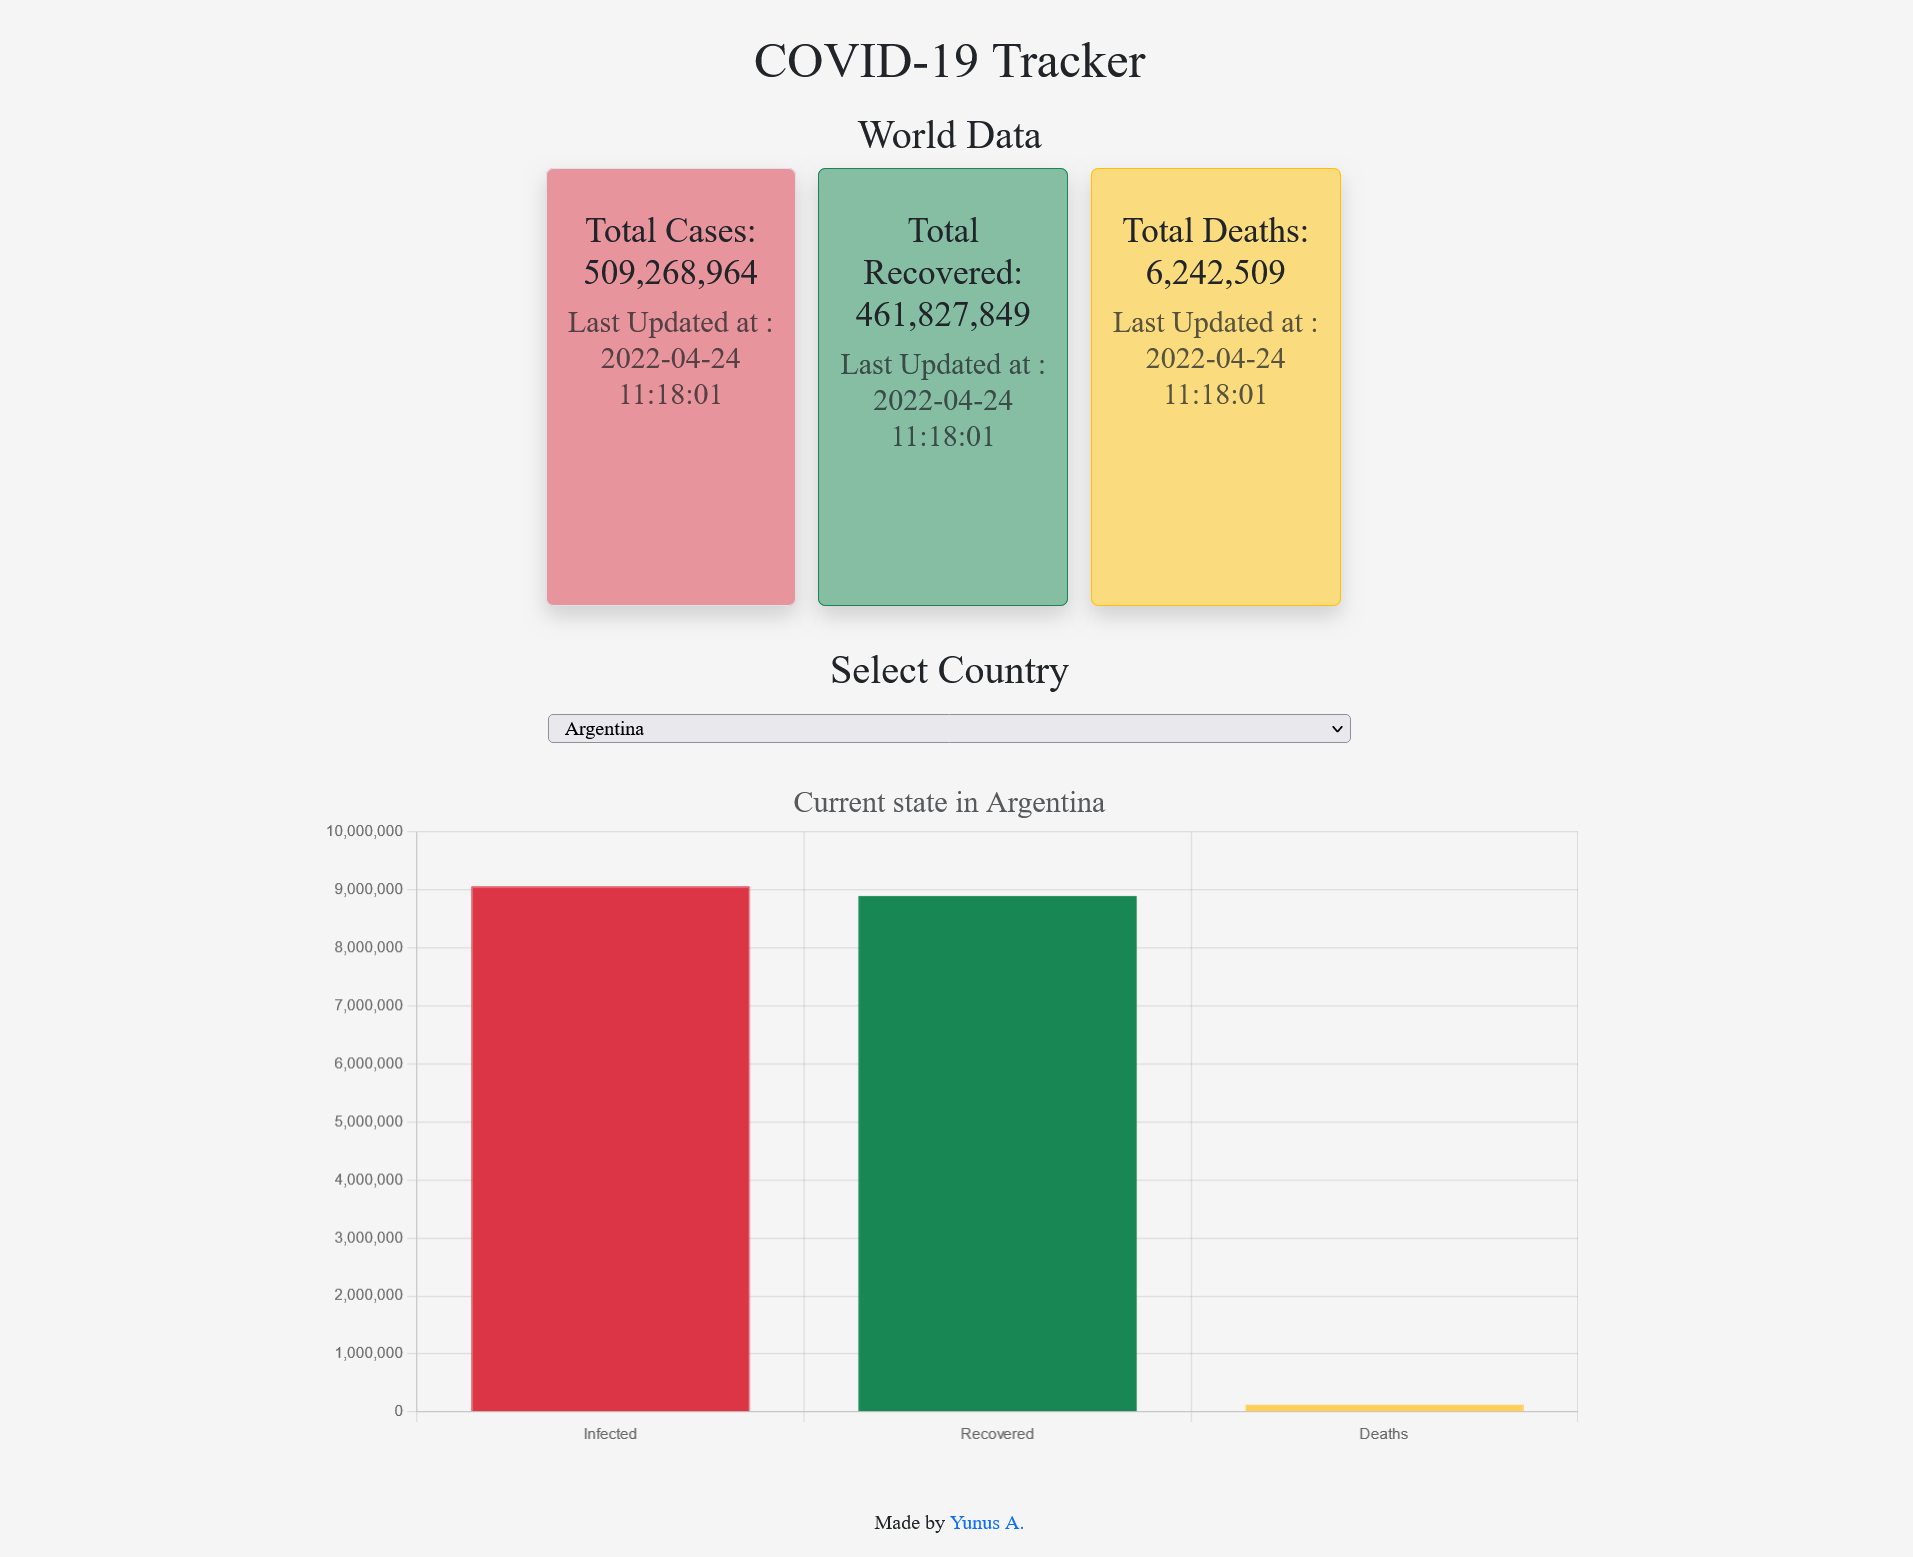 COVID-19 Tracker
World Data
Total Cases:
509,268,964
Last Updated at :
2022-04-24
11:18:01
Total
Recovered:
461,827,849
Last Updated at :
2022-04-24
11:18:01
Total Deaths:
6,242,509
Last Updated at :
2022-04-24
11:18:01
Select Country
Argentina
Current state in Argentina
10,000,000
9,000,000
8,000,000
7,000,000
6,000,000
5,000,000
4,000,000
3,000,000
2,000,000
1,000,000
0
Infected Recovered Deaths
Made by Yunus A.